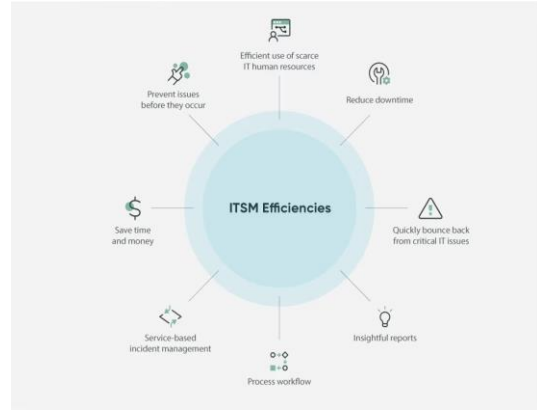 Efficient use of scarce
IT human resources
Prevent issues
before they occur
Reduce downtime
ITSM Efficiencies
Save time
and money
Quickly bounce back
from critical IT issues
Service-based
incident management
Insightful reports
Process workflow